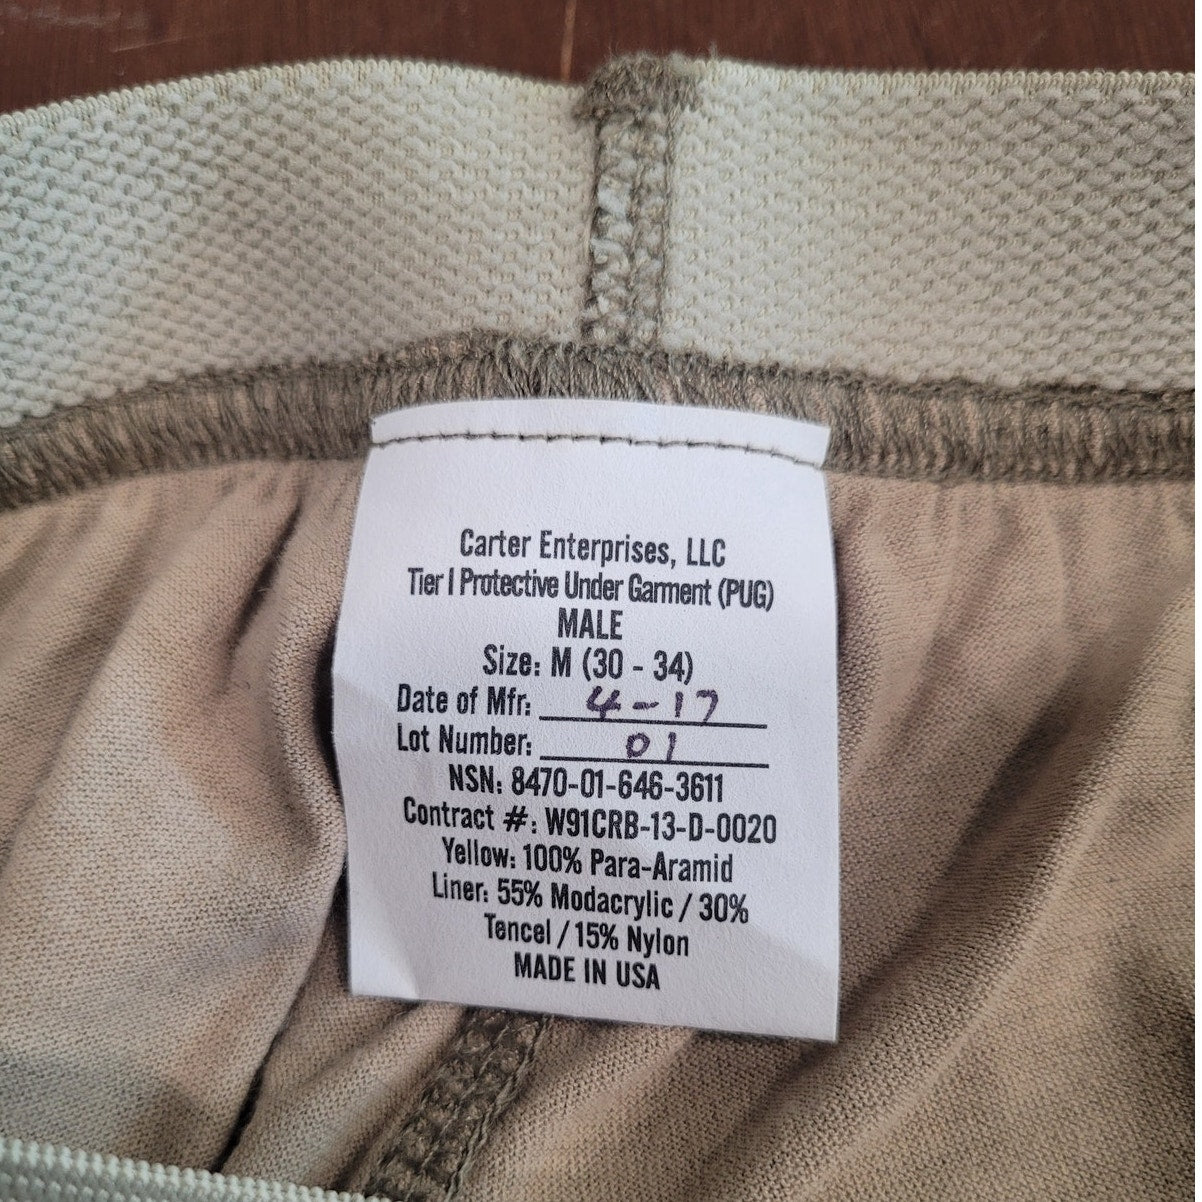 Carter Enterprises, LLC
Tier I Protective Under Garment (PUG)
MALE
Size: M (30 - 34)
Date of Mfr: 4-17
Lot Number: 01
NSN: 8470-01-646-3611
Contract #: W91CRB-13-D-0020
Yellow: 100% Para-Aramid
Liner: 55% Modacrylic / 30%
Tencel / 15% Nylon
MADE IN USA